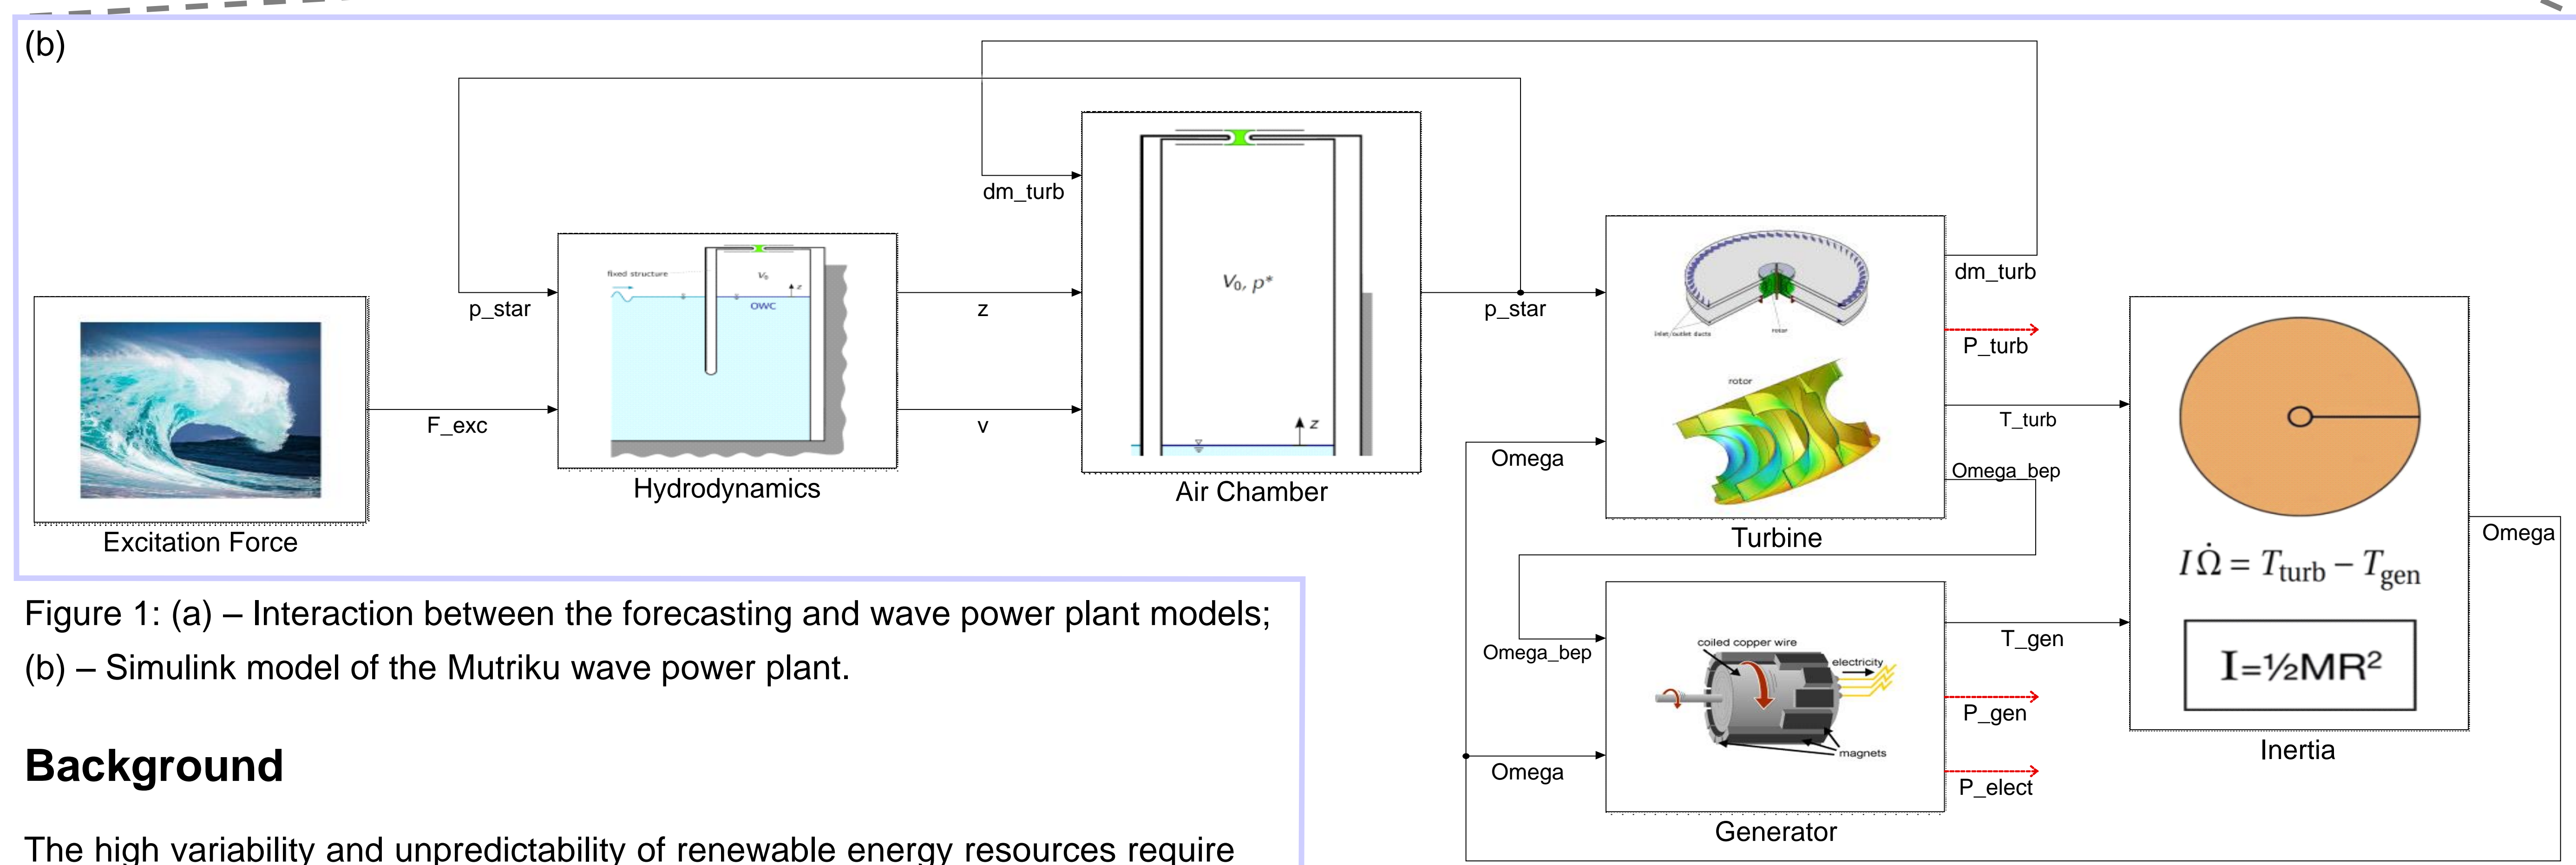 (b)
dm_turb
p_star
F_exc
Excitation Force
fixed structure
V₀
z
OWC
Hydrodynamics
z
v
V₀, p*
z
Air Chamber
p_star
Omega
inlet/outlet ducts
rotor
rotor
Turbine
dm_turb
P_turb
T_turb
Omega_bep
Omega_bep
Omega
coiled copper wire
electricity
magnets
Generator
T_gen
P_gen
P_elect
I Ω̇ = T_turb − T_gen
I=½MR²
Inertia
Omega
Figure 1: (a) – Interaction between the forecasting and wave power plant models;
(b) – Simulink model of the Mutriku wave power plant.
Background
The high variability and unpredictability of renewable energy resources require